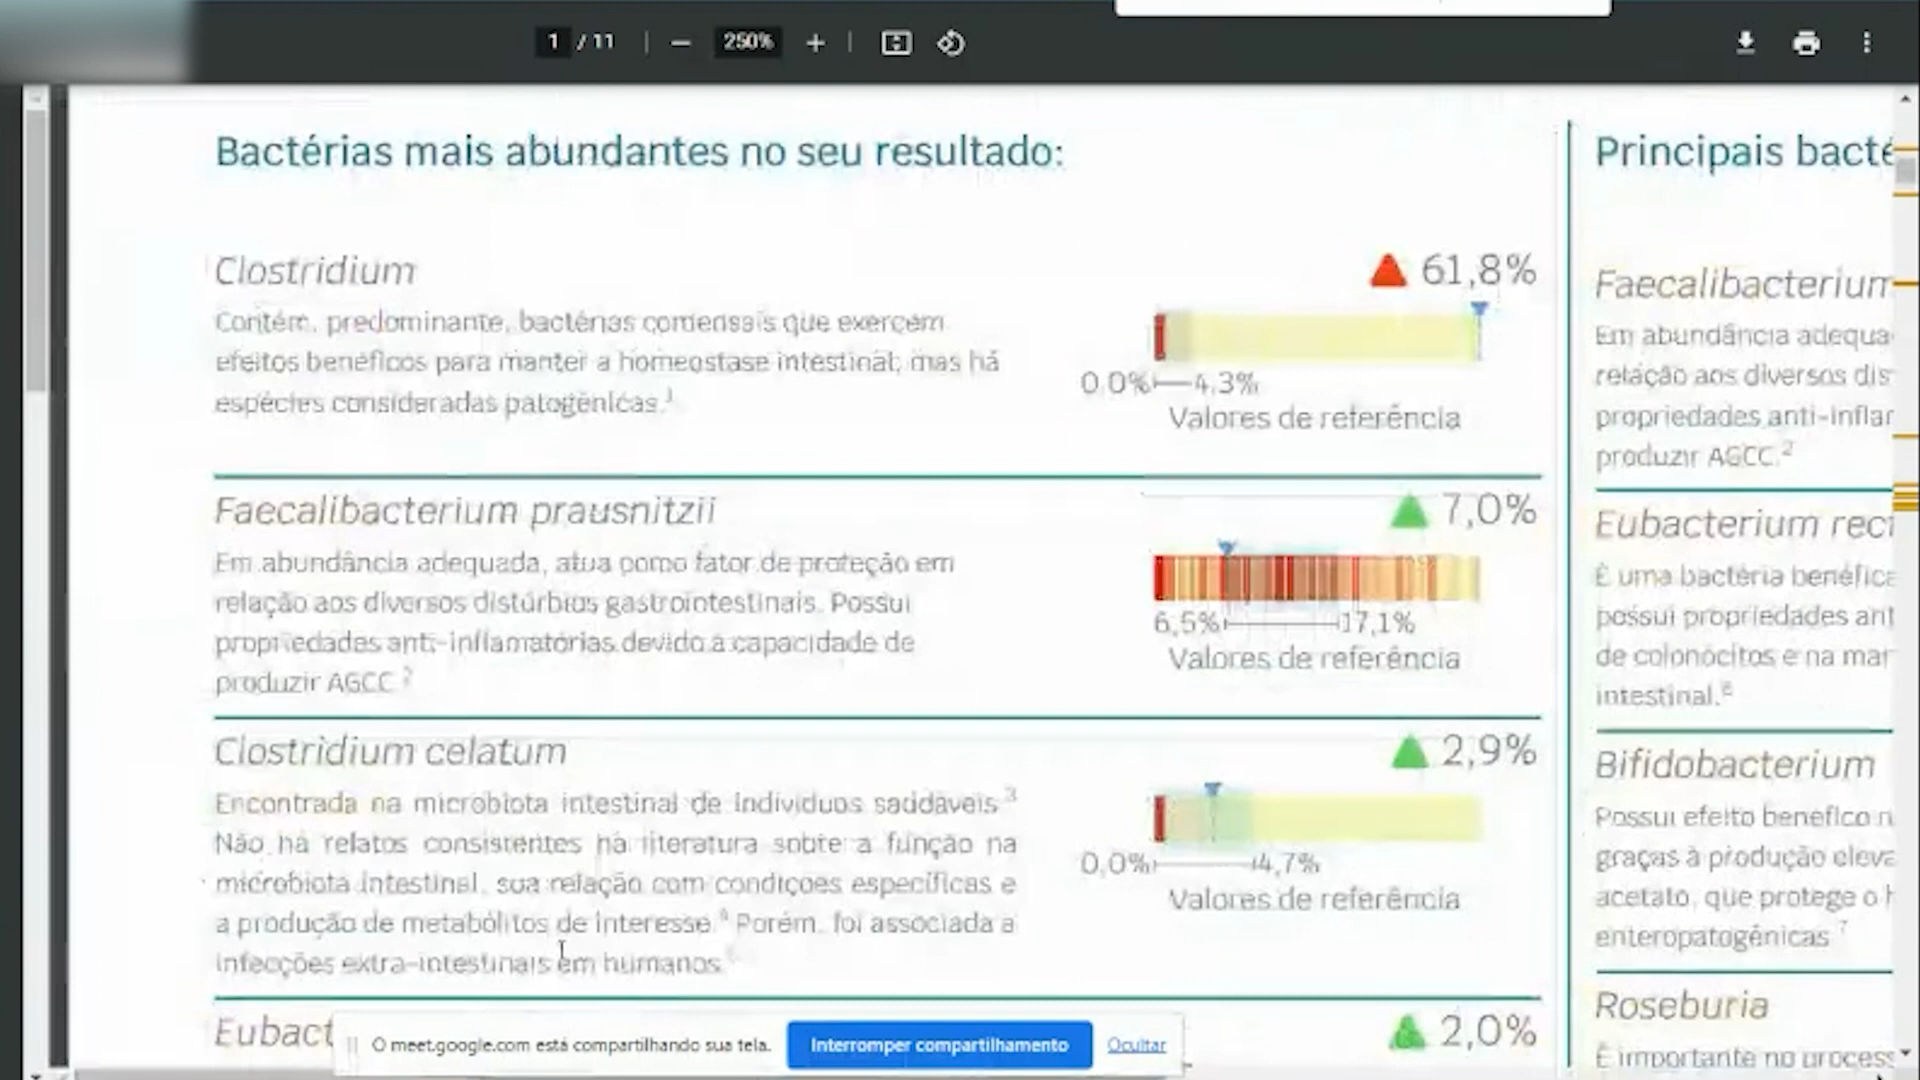 1 / 11
250%
Bactérias mais abundantes no seu resultado:
Clostridium
61,8%
Contém, predominante, bactérias comensais que exercem
efeitos benéficos para manter a homeostase intestinal, mas há
espécies consideradas patogênicas.1
0,0%
4,3%
Valores de referência
Faecalibacterium prausnitzii
7,0%
Em abundância adequada, atua como fator de proteção em
relação aos diversos distúrbios gastrointestinais. Possui
propriedades anti-inflamatórias devido a capacidade de
produzir AGCC.2
6,5%
17,1%
Valores de referência
Clostridium celatum
2,9%
Encontrada na microbiota intestinal de indivíduos saudáveis.3
Não há relatos consistentes na literatura sobre a função na
microbiota intestinal, sua relação com condições específicas e
a produção de metabólitos de interesse.4 Porém, foi associada a
infecções extra-intestinais em humanos.
0,0%
4,7%
Valores de referência
Eubact
2,0%
Principais bacté
Faecalibacterium
Em abundância adequa
relação aos diversos dis
propriedades anti-inflar
produzir AGCC.2
Eubacterium rect
É uma bactéria benéfica
possui propriedades ant
de colonócitos e na mar
intestinal.6
Bifidobacterium
Possui efeito benéfico n
graças à produção eleva
acetato, que protege o h
enteropatogênicas.7
Roseburia
É importante no process
O meet.google.com está compartilhando sua tela.
Interromper compartilhamento
Ocultar